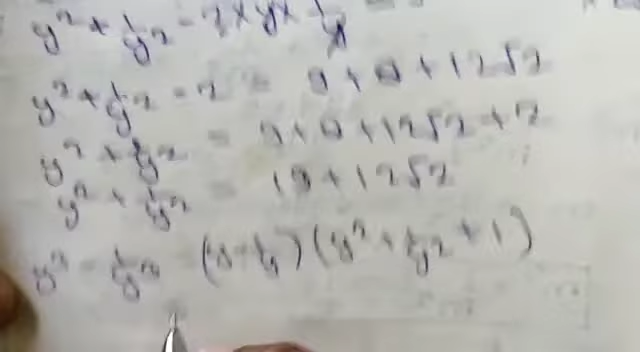 y² + 1/y² - 2 × y × 1/y
y² + 1/y² - 2 = 9 + 8 + 12√2
y² + 1/y² = 9 + 8 + 12√2 + 2
y² + 1/y² = 19 + 12√2
y³ - 1/y³ (y - 1/y) (y² + 1/y² + 1)